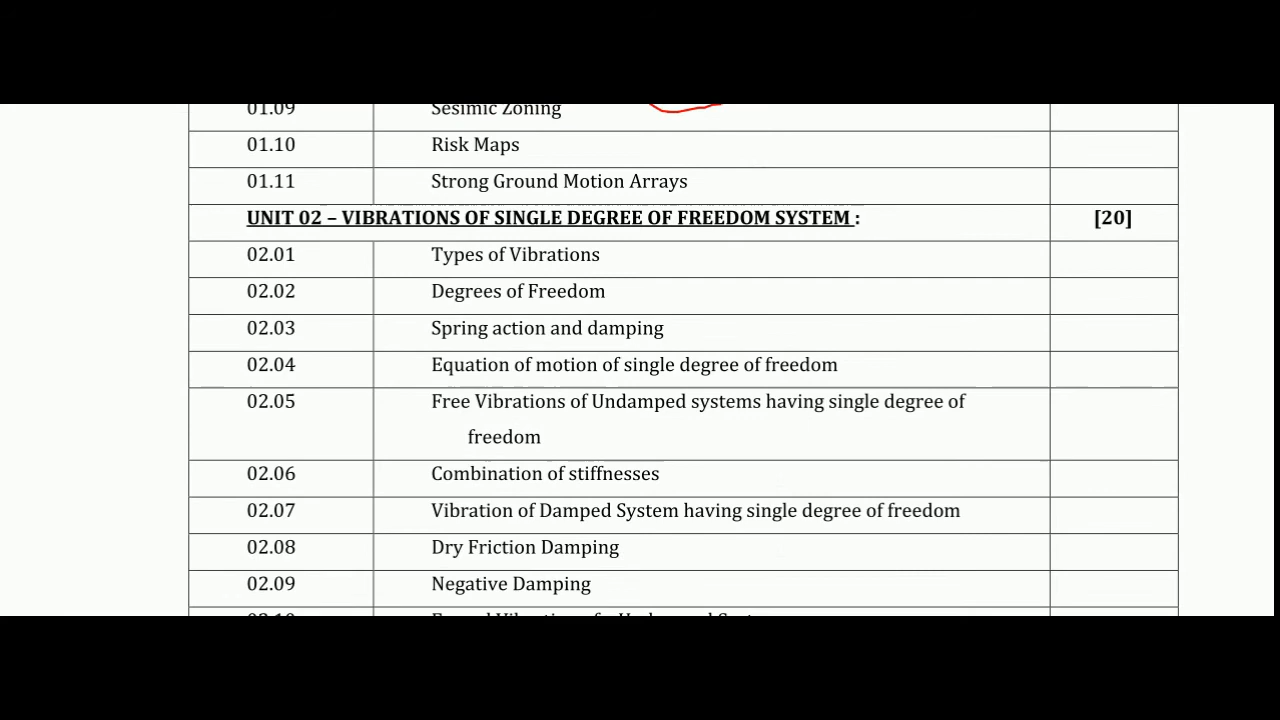 01.09 Sesimic Zoning
01.10 Risk Maps
01.11 Strong Ground Motion Arrays
UNIT 02 – VIBRATIONS OF SINGLE DEGREE OF FREEDOM SYSTEM : [20]
02.01 Types of Vibrations
02.02 Degrees of Freedom
02.03 Spring action and damping
02.04 Equation of motion of single degree of freedom
02.05 Free Vibrations of Undamped systems having single degree of
freedom
02.06 Combination of stiffnesses
02.07 Vibration of Damped System having single degree of freedom
02.08 Dry Friction Damping
02.09 Negative Damping